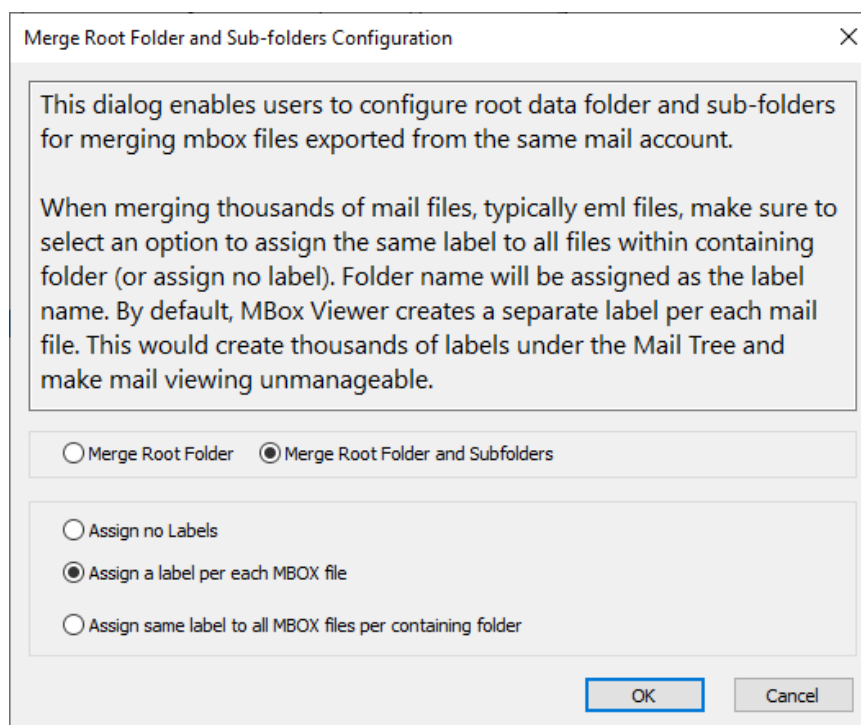 Merge Root Folder and Sub-folders Configuration
This dialog enables users to configure root data folder and sub-folders
for merging mbox files exported from the same mail account.
When merging thousands of mail files, typically eml files, make sure to
select an option to assign the same label to all files within containing
folder (or assign no label). Folder name will be assigned as the label
name. By default, MBox Viewer creates a separate label per each mail
file. This would create thousands of labels under the Mail Tree and
make mail viewing unmanageable.
Merge Root Folder Merge Root Folder and Subfolders
Assign no Labels
Assign a label per each MBOX file
Assign same label to all MBOX files per containing folder
OK Cancel